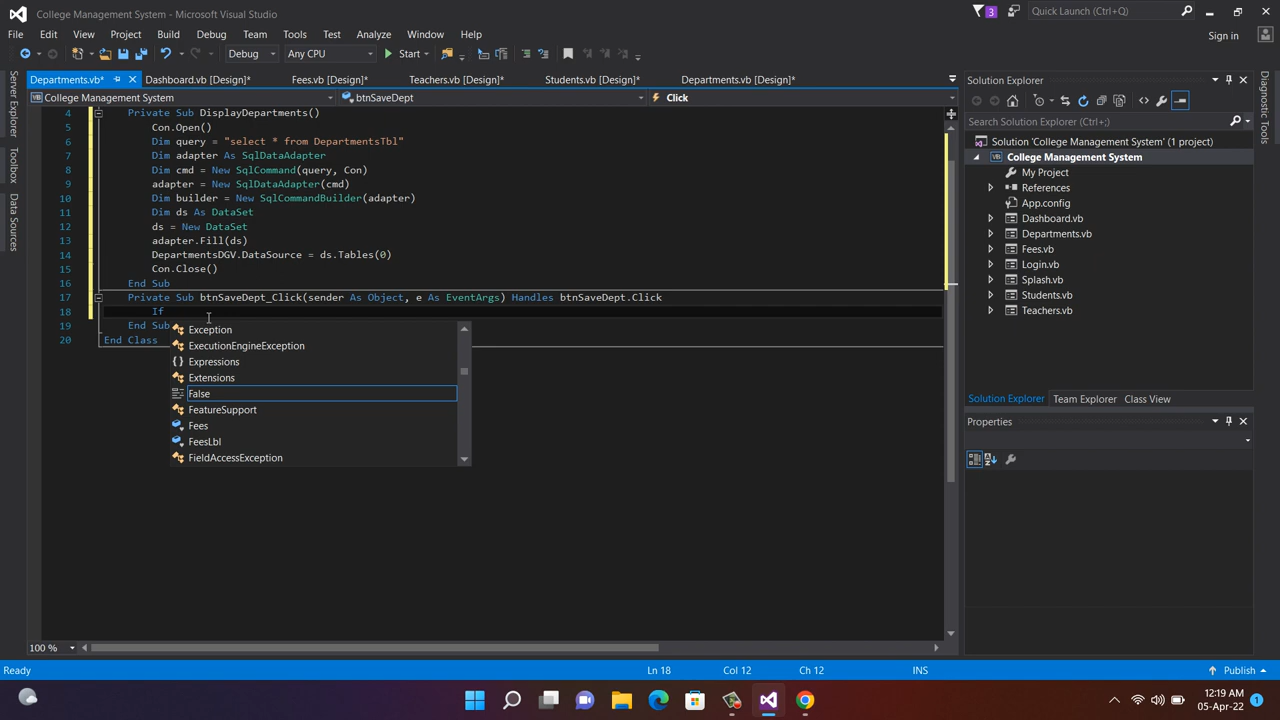 College Management System - Microsoft Visual Studio
3
Quick Launch (Ctrl+;)
File Edit View Project Build Debug Team Tools Test Analyze Window Help
Sign in
Debug Any CPU Start
Departments.vb* Dashboard.vb [Design]* Fees.vb [Design]* Teachers.vb [Design]* Students.vb [Design]* Departments.vb [Design]*
College Management System btnSaveDept Click
Server Explorer
Toolbox
Data Sources
4 Private Sub DisplayDepartments()
5 Con.Open()
6 Dim query = "select * from DepartmentsTbl"
7 Dim adapter As SqlDataAdapter
8 Dim cmd = New SqlCommand(query, Con)
9 adapter = New SqlDataAdapter(cmd)
10 Dim builder = New SqlCommandBuilder(adapter)
11 Dim ds As DataSet
12 ds = New DataSet
13 adapter.Fill(ds)
14 DepartmentsDGV.DataSource = ds.Tables(0)
15 Con.Close()
16 End Sub
17 Private Sub btnSaveDept_Click(sender As Object, e As EventArgs) Handles btnSaveDept.Click
18 If
19 End Sub
20 End Class
Exception
ExecutionEngineException
Expressions
Extensions
False
FeatureSupport
Fees
FeesLbl
FieldAccessException
Solution Explorer
Search Solution Explorer (Ctrl+;)
Solution 'College Management System' (1 project)
VB College Management System
My Project
References
App.config
Dashboard.vb
Departments.vb
Fees.vb
Login.vb
Splash.vb
Students.vb
Teachers.vb
Solution Explorer Team Explorer Class View
Properties
Diagnostic Tools
100 %
Ready Ln 18 Col 12 Ch 12 INS Publish
12:19 AM
05-Apr-22
1